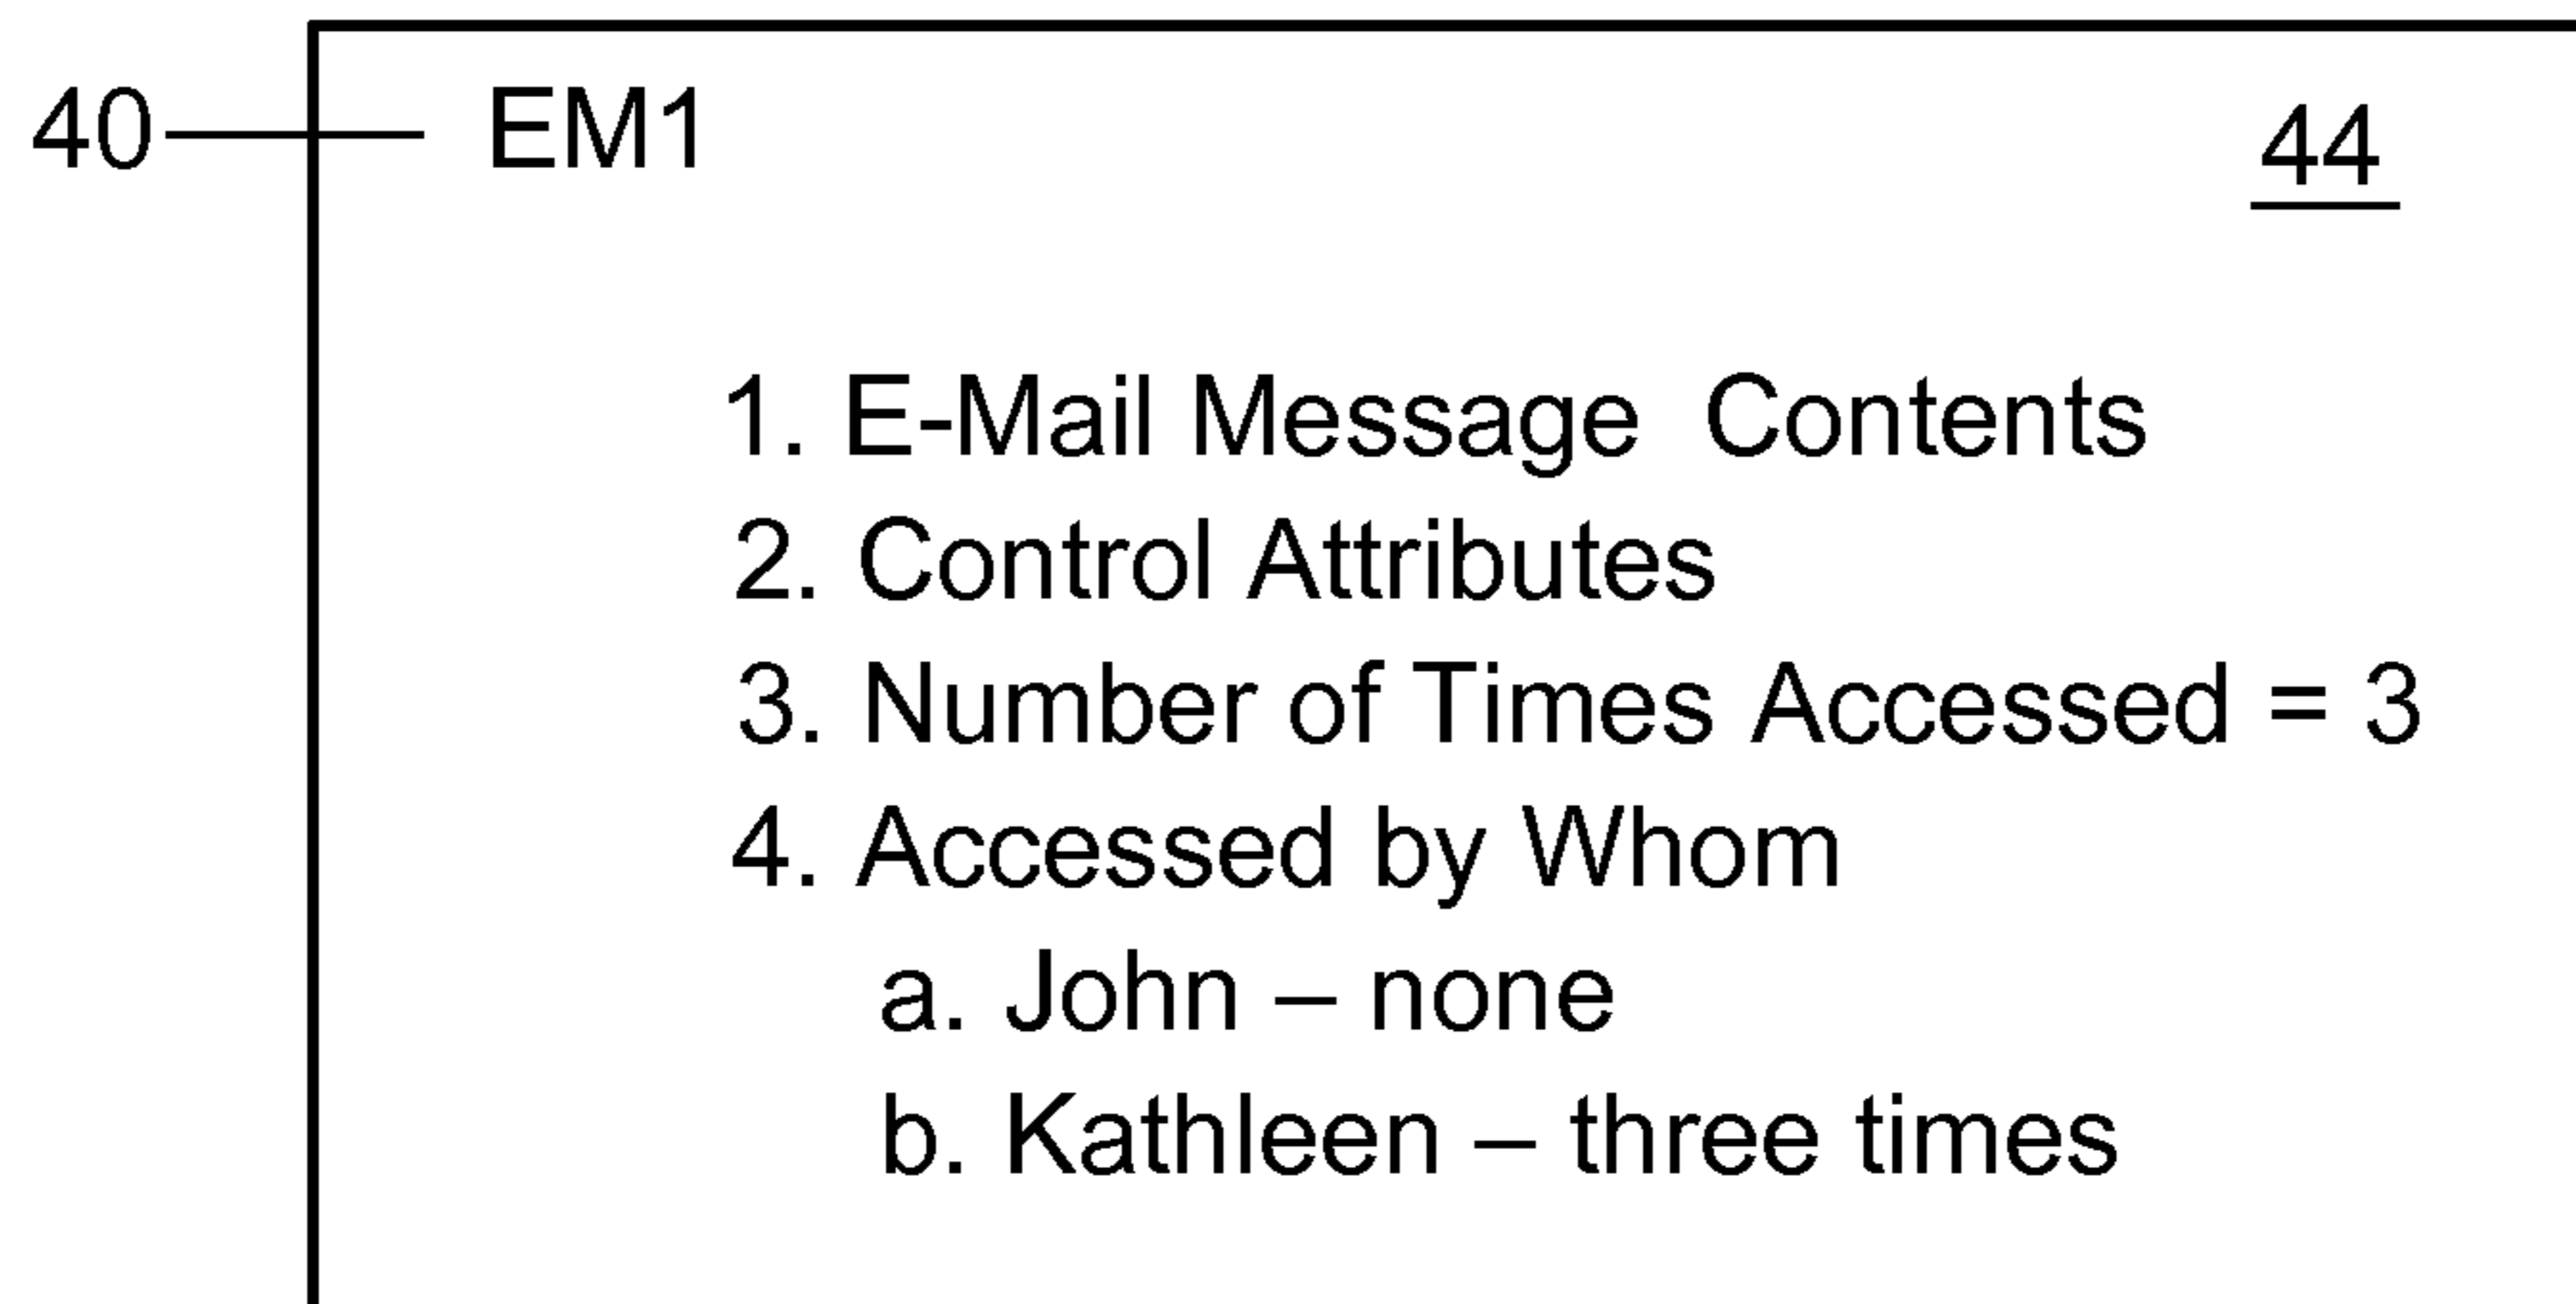 40 EM1 44
1. E-Mail Message Contents
2. Control Attributes
3. Number of Times Accessed = 3
4. Accessed by Whom
a. John – none
b. Kathleen – three times